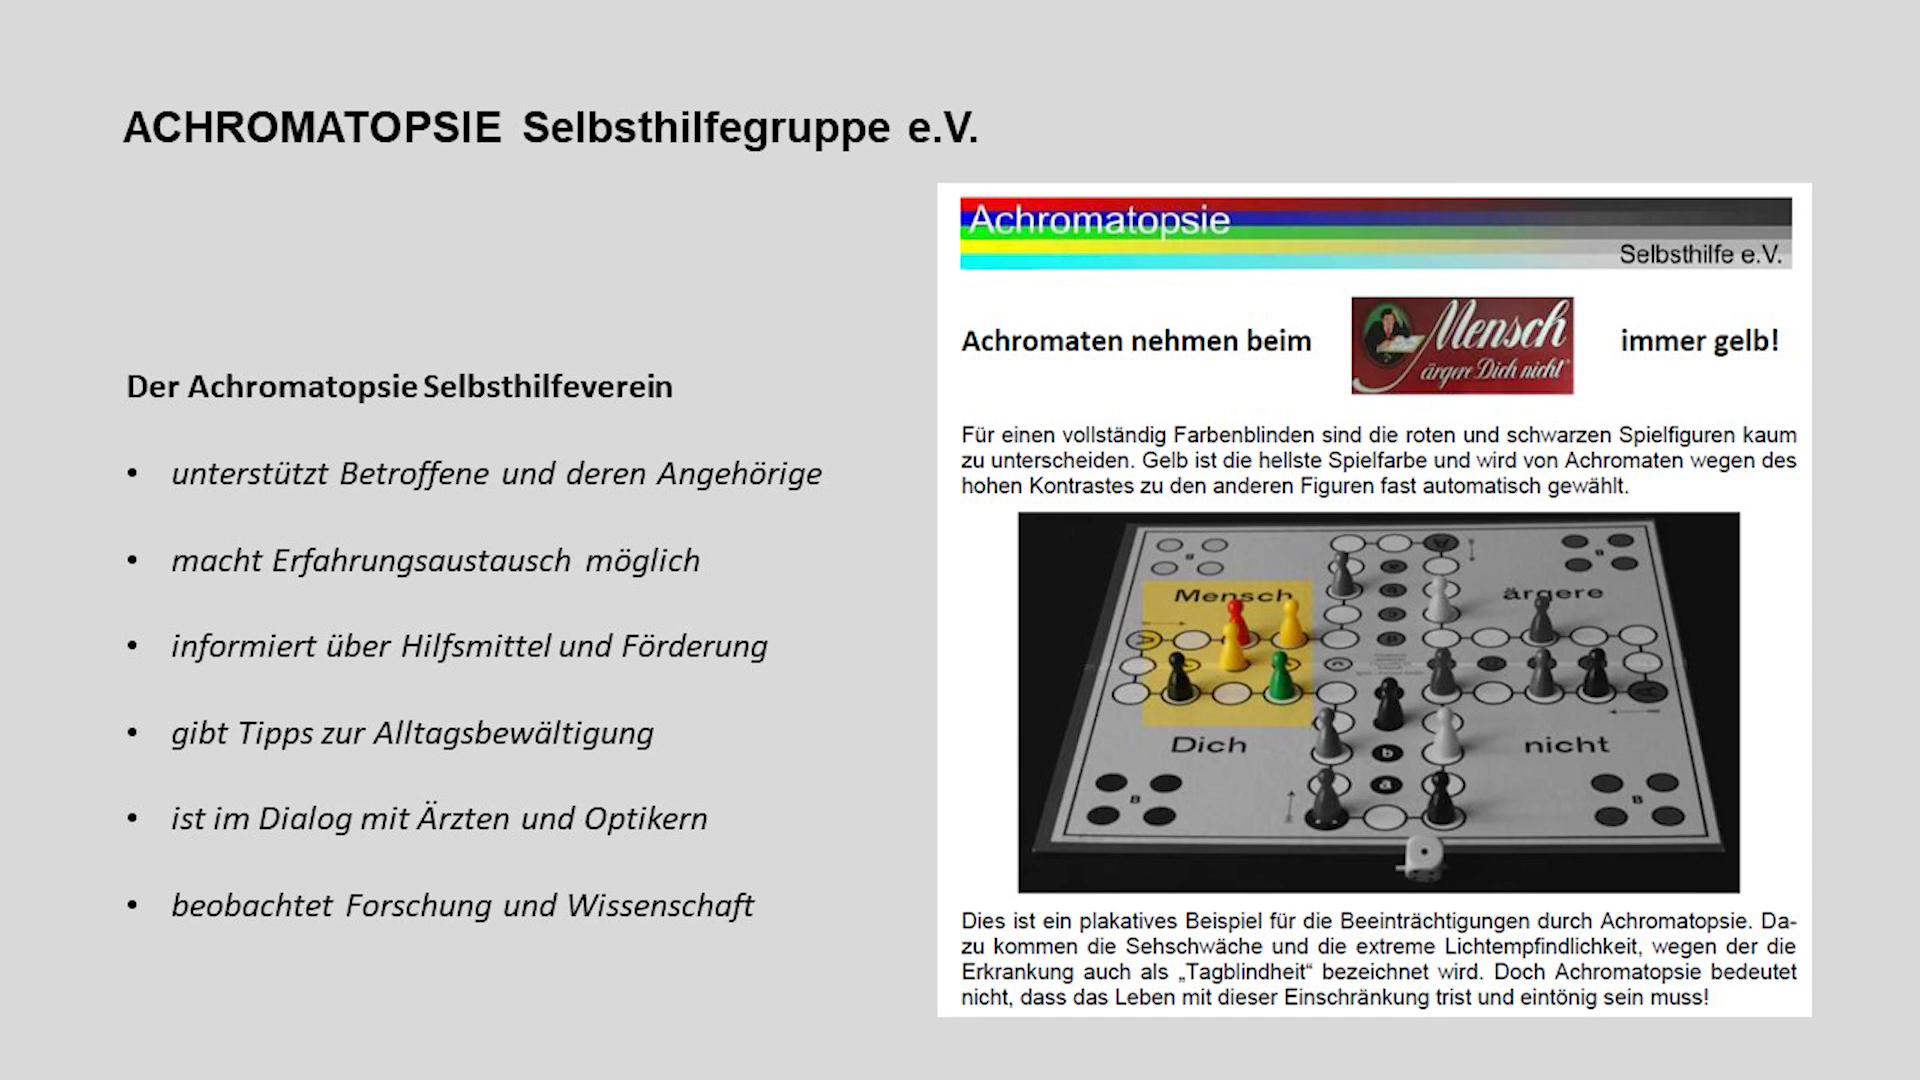 ACHROMATOPSIE Selbsthilfegruppe e.V.
Der Achromatopsie Selbsthilfeverein
• unterstützt Betroffene und deren Angehörige
• macht Erfahrungsaustausch möglich
• informiert über Hilfsmittel und Förderung
• gibt Tipps zur Alltagsbewältigung
• ist im Dialog mit Ärzten und Optikern
• beobachtet Forschung und Wissenschaft
Achromatopsie
Selbsthilfe e.V.
Achromaten nehmen beim
Mensch
ärgere Dich nicht
immer gelb!
Für einen vollständig Farbenblinden sind die roten und schwarzen Spielfiguren kaum
zu unterscheiden. Gelb ist die hellste Spielfarbe und wird von Achromaten wegen des
hohen Kontrastes zu den anderen Figuren fast automatisch gewählt.
Mensch
ärgere
Dich
nicht
B
B
B
B
A
A
A
b
a
Dies ist ein plakatives Beispiel für die Beeinträchtigungen durch Achromatopsie. Da-
zu kommen die Sehschwäche und die extreme Lichtempfindlichkeit, wegen der die
Erkrankung auch als „Tagblindheit“ bezeichnet wird. Doch Achromatopsie bedeutet
nicht, dass das Leben mit dieser Einschränkung trist und eintönig sein muss!